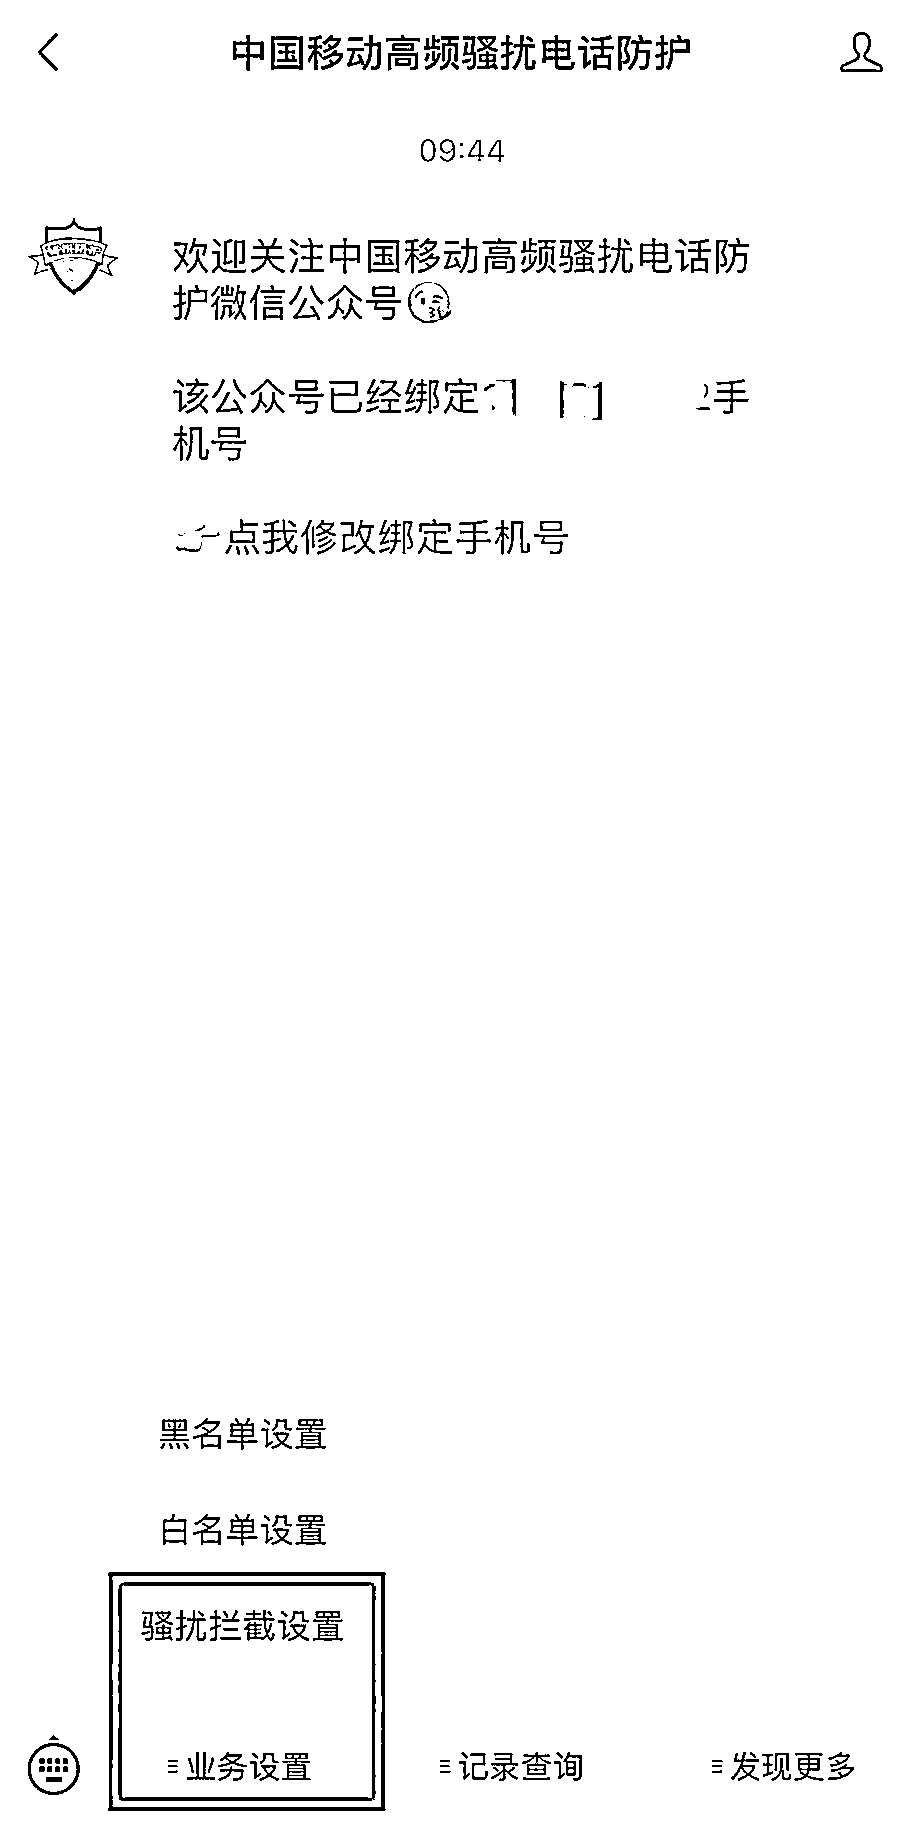 中国移动高频骚扰电话防护
09:44
欢迎关注中国移动高频骚扰电话防
护微信公众号😘
该公众号已经绑定 手
机号
👉点我修改绑定手机号
黑名单设置
白名单设置
骚扰拦截设置
≡业务设置
≡记录查询
≡发现更多